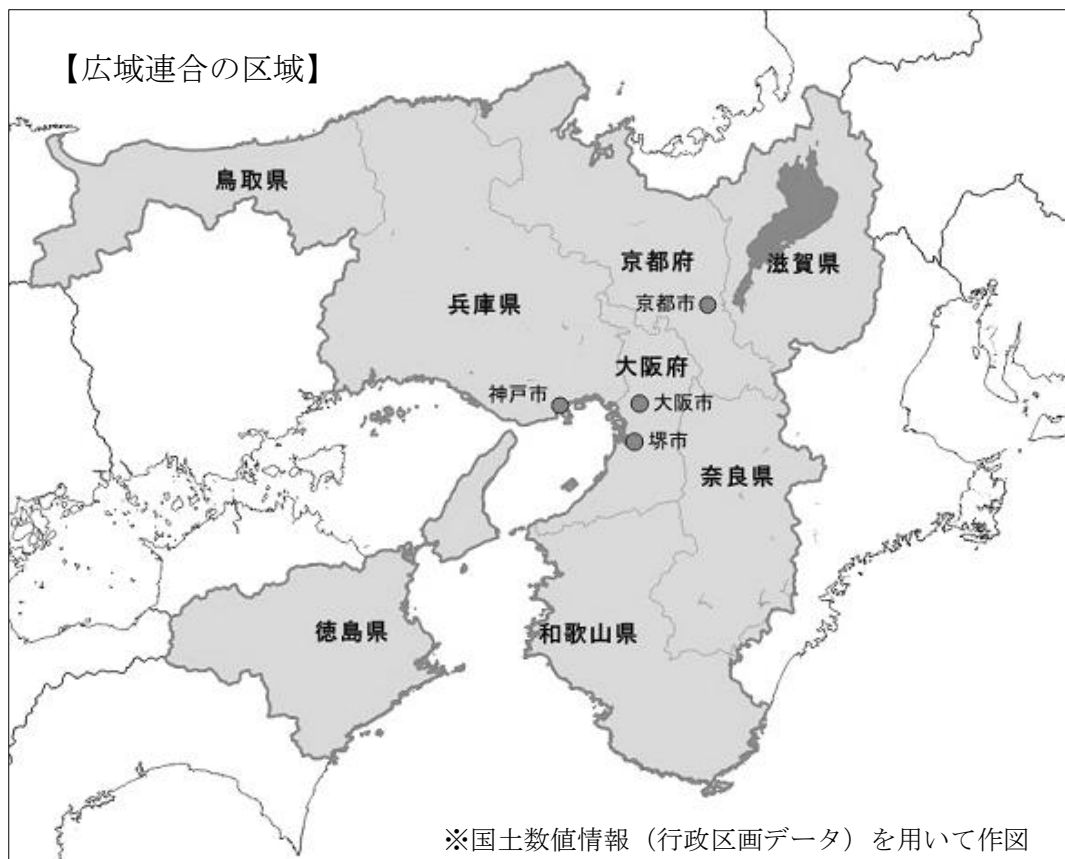 【広域連合の区域】
鳥取県
京都府
滋賀県
兵庫県
京都市
大阪府
神戸市
大阪市
堺市
奈良県
徳島県
和歌山県
※国土数値情報（行政区画データ）を用いて作図